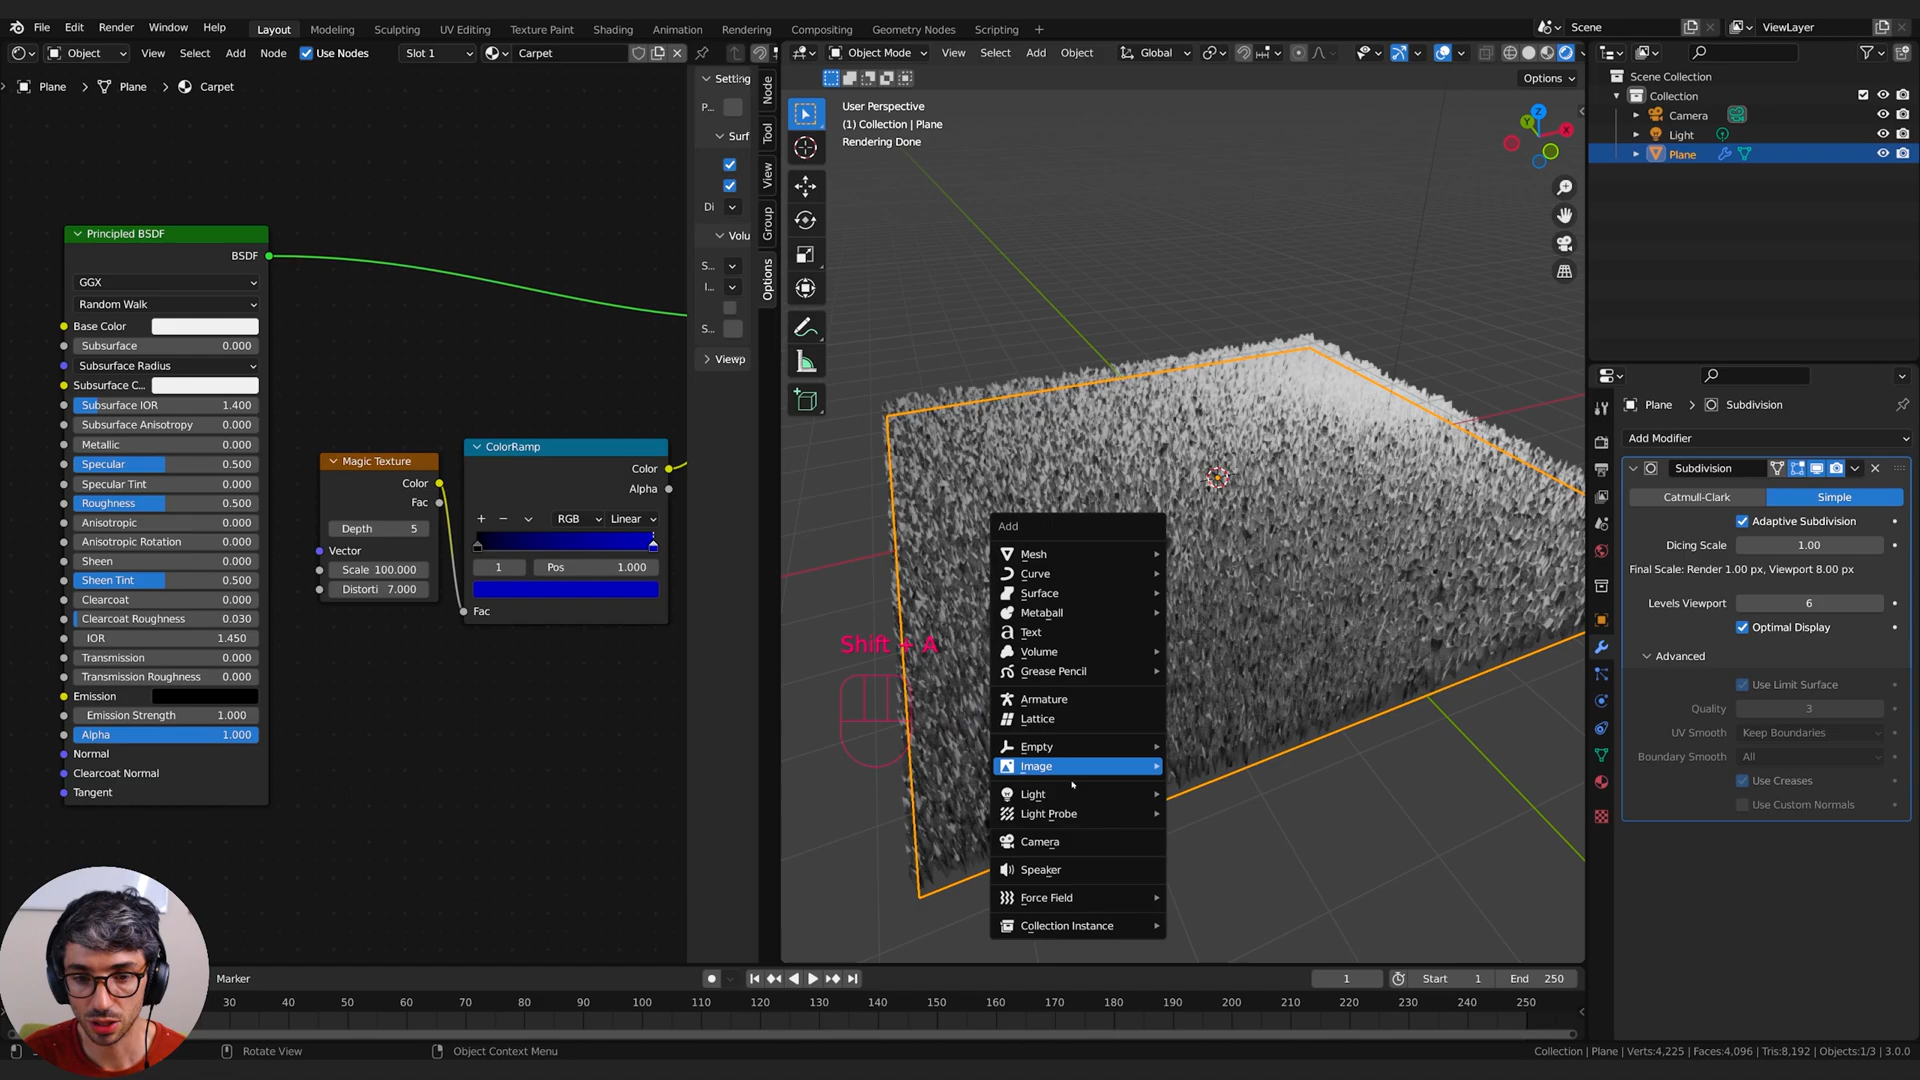 File Edit Render Window Help Layout Modeling Sculpting UV Editing Texture Paint Shading Animation Rendering Compositing Geometry Nodes Scripting + Scene ViewLayer
Object View Select Add Node Use Nodes Slot 1 Carpet Object Mode View Select Add Object Global
Options
Plane > Plane > Carpet
Settin
P...
Surf
Di
Volu
S...
I...
S...
Viewp
Node
Tool
View
Group
Options
Principled BSDF
BSDF
GGX
Random Walk
Base Color
Subsurface 0.000
Subsurface Radius
Subsurface C...
Subsurface IOR 1.400
Subsurface Anisotropy 0.000
Metallic 0.000
Specular 0.500
Specular Tint 0.000
Roughness 0.500
Anisotropic 0.000
Anisotropic Rotation 0.000
Sheen 0.000
Sheen Tint 0.500
Clearcoat 0.000
Clearcoat Roughness 0.030
IOR 1.450
Transmission 0.000
Transmission Roughness 0.000
Emission
Emission Strength 1.000
Alpha 1.000
Normal
Clearcoat Normal
Tangent
Magic Texture
Color
Fac
Depth 5
Vector
Scale 100.000
Distorti 7.000
ColorRamp
Color
Alpha
+ − RGB Linear
1 Pos 1.000
Fac
User Perspective
(1) Collection | Plane
Rendering Done
Z
Y
X
Shift + A
Add
Mesh
Curve
Surface
Metaball
Text
Volume
Grease Pencil
Armature
Lattice
Empty
Image
Light
Light Probe
Camera
Speaker
Force Field
Collection Instance
Scene Collection
Collection
Camera
Light
Plane
Plane > Subdivision
Add Modifier
Subdivision
Catmull-Clark Simple
Adaptive Subdivision
Dicing Scale 1.00
Final Scale: Render 1.00 px, Viewport 8.00 px
Levels Viewport 6
Optimal Display
Advanced
Use Limit Surface
Quality 3
UV Smooth Keep Boundaries
Boundary Smooth All
Use Creases
Use Custom Normals
Marker 1 Start 1 End 250
30 40 50 60 70 80 90 100 110 120 130 140 150 160 170 180 190 200 210 220 230 240 250
Rotate View Object Context Menu Collection | Plane | Verts:4,225 | Faces:4,096 | Tris:8,192 | Objects:1/3 | 3.0.0